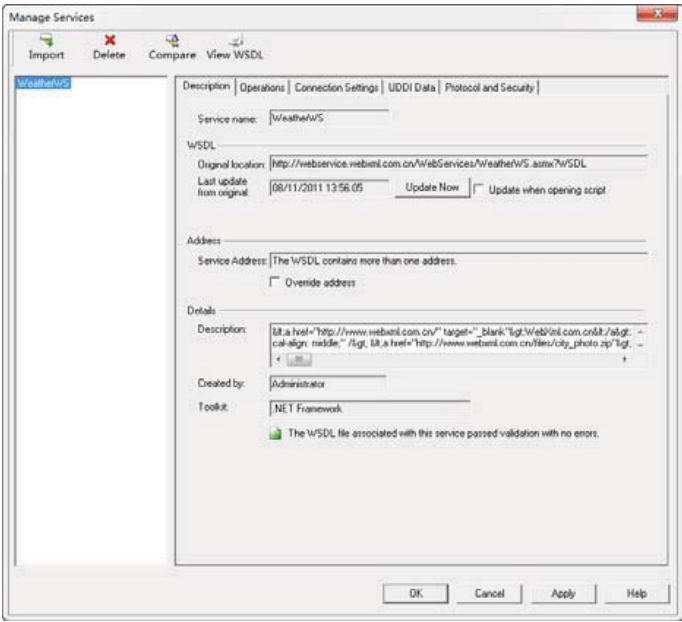 Manage Services
Import Delete Compare View WSDL
WeatherWS
Description Operations Connection Settings UDDI Data Protocol and Security
Service name: WeatherWS
WSDL
Original location: http://webservice.webxml.com.cn/WebServices/WeatherWS.asmx?WSDL
Last update from original: 08/11/2011 13:56:05 Update Now Update when opening script
Address
Service Address: The WSDL contains more than one address.
Override address
Details
Description: &lt;a href="http://www.webxml.com.cn/" target="_blank"&gt;WebXml.com.cn&lt;/a&gt;
cal-align: middle;" /&gt; &lt;a href="http://www.webxml.com.cn/files/city_photo.zip"&gt;
Created by: Administrator
Toolkit: .NET Framework
The WSDL file associated with this service passed validation with no errors.
OK Cancel Apply Help